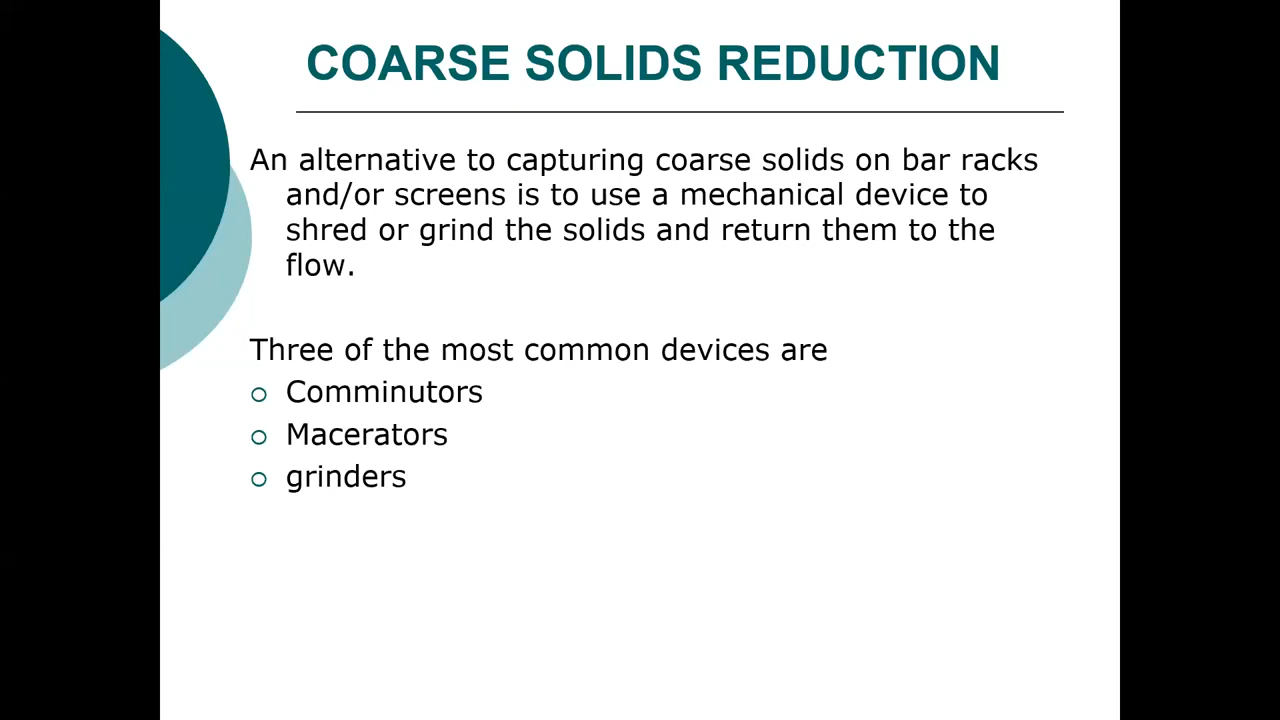 COARSE SOLIDS REDUCTION
An alternative to capturing coarse solids on bar racks
and/or screens is to use a mechanical device to
shred or grind the solids and return them to the
flow.
Three of the most common devices are
Comminutors
Macerators
grinders